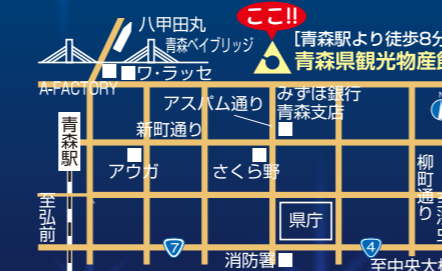 八甲田丸
ここ!!
[青森駅より徒歩8分
青森ベイブリッジ
青森県観光物産館
ワ・ラッセ
A-FACTORY
みずほ銀行
青森支店
アスパム通り
新町通り
青森駅
アウガ
さくら野
柳町通り
至弘前
県庁
7
4
消防署
至中央大橋